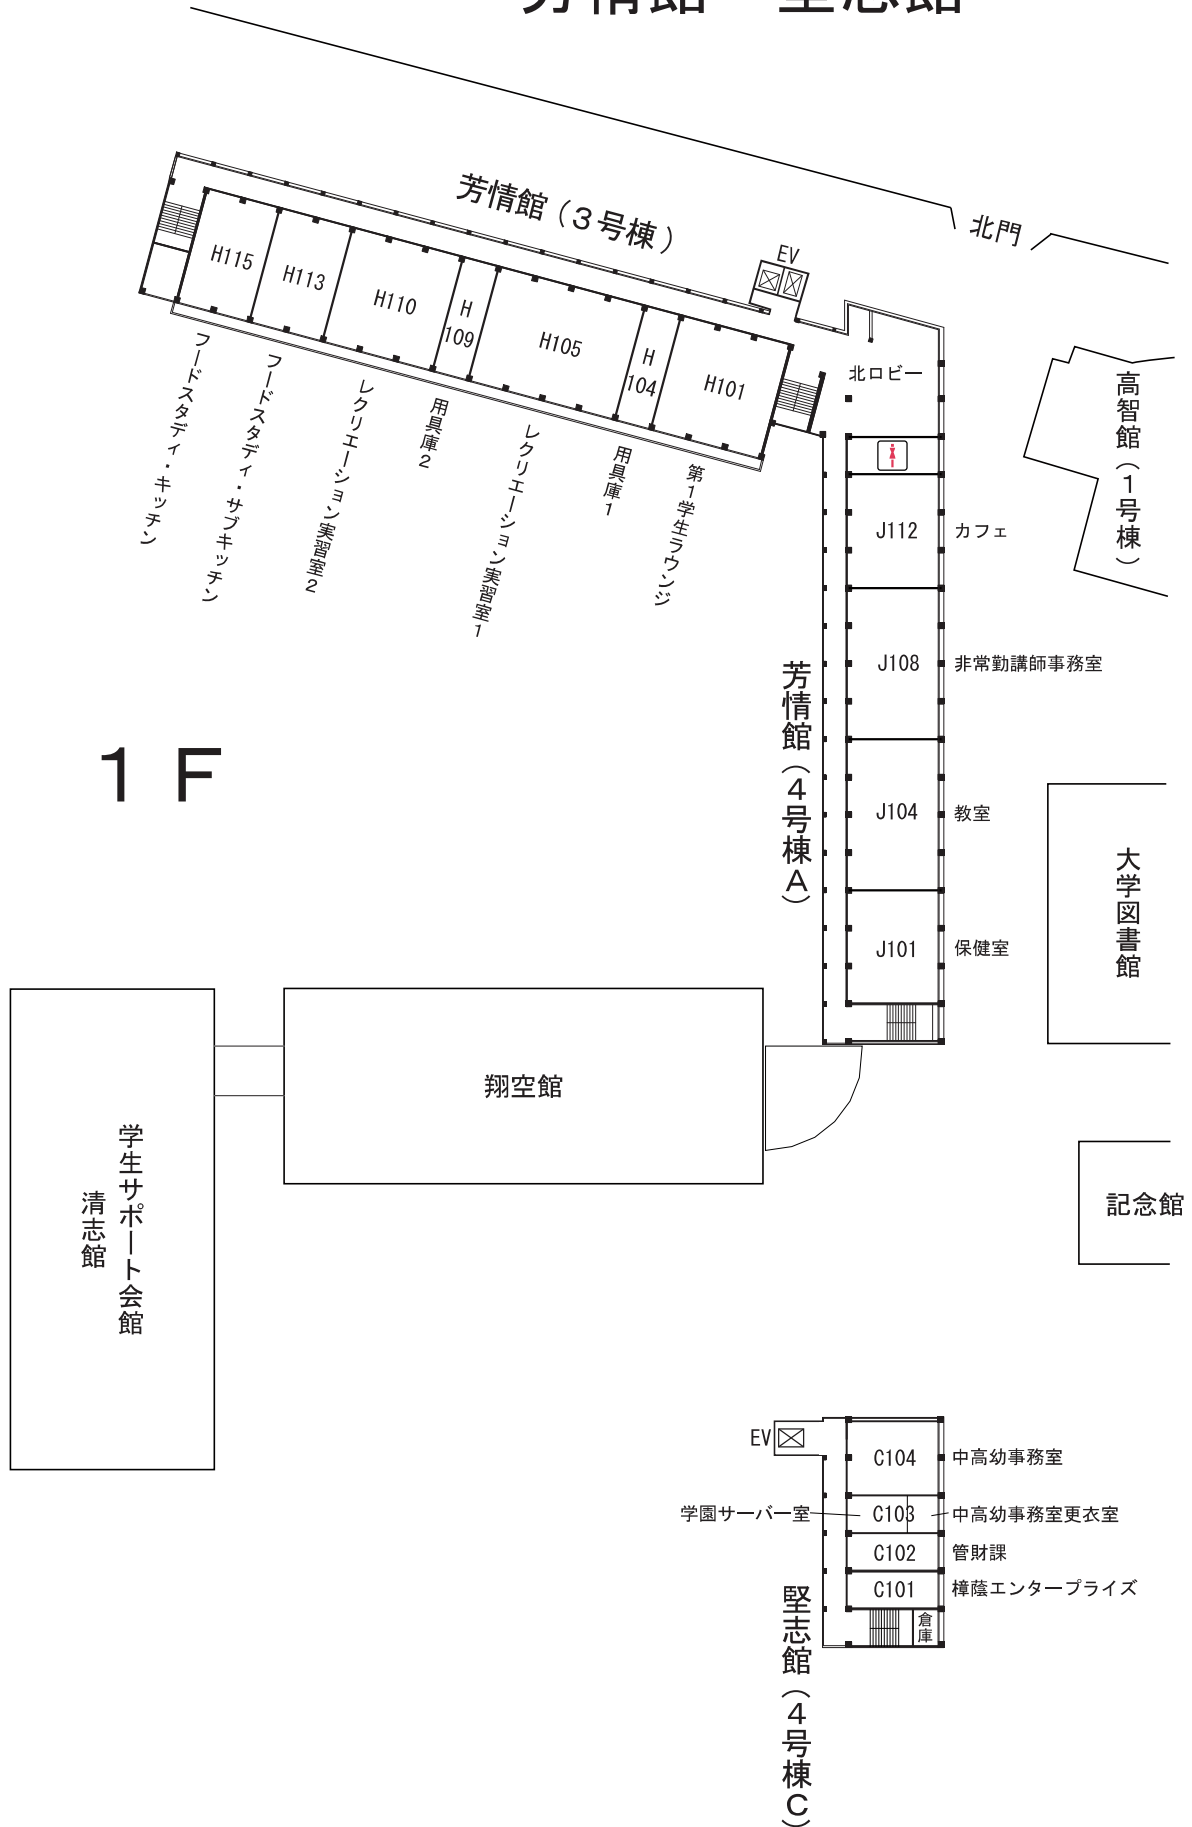 芳情館 堅志館
北門
芳情館（３号棟）
EV
H115
H113
H110
H
109
H105
H
104
H101
フードスタディ・キッチン
フードスタディ・サブキッチン
レクリエーション実習室2
用具庫2
レクリエーション実習室1
用具庫1
第1学生ラウンジ
北ロビー
高智館（１号棟）
J112
カフェ
J108
非常勤講師事務室
芳情館（４号棟Ａ）
J104
教室
J101
保健室
１Ｆ
大学図書館
翔空館
学生サポート会館
清志館
記念館
EV
C104
中高幼事務室
学園サーバー室
C103
中高幼事務室更衣室
C102
管財課
C101
樟蔭エンタープライズ
倉庫
堅志館（４号棟Ｃ）